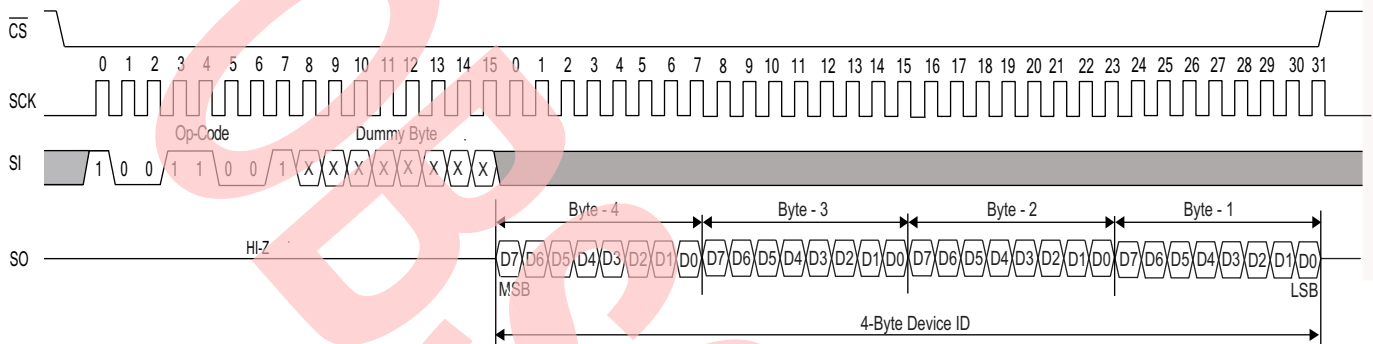 CS
0 1 2 3 4 5 6 7 8 9 10 11 12 13 14 15 0 1 2 3 4 5 6 7 8 9 10 11 12 13 14 15 16 17 18 19 20 21 22 23 24 25 26 27 28 29 30 31
SCK
Op-Code Dummy Byte
SI 1 0 0 1 1 0 0 1 X X X X X X X X
Byte - 4 Byte - 3 Byte - 2 Byte - 1
HI-Z
SO D7 D6 D5 D4 D3 D2 D1 D0 D7 D6 D5 D4 D3 D2 D1 D0 D7 D6 D5 D4 D3 D2 D1 D0 D7 D6 D5 D4 D3 D2 D1 D0
MSB LSB
4-Byte Device ID